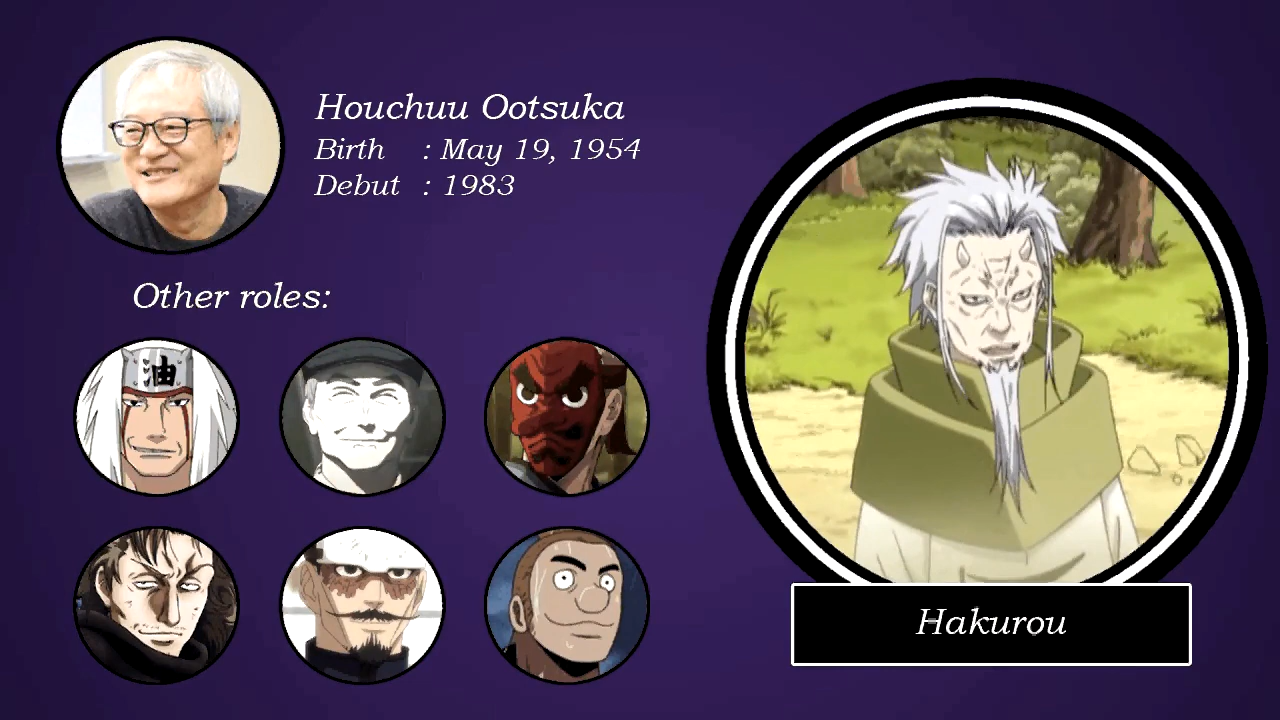 Houchuu Ootsuka
Birth : May 19, 1954
Debut : 1983
Other roles:
油
Hakurou